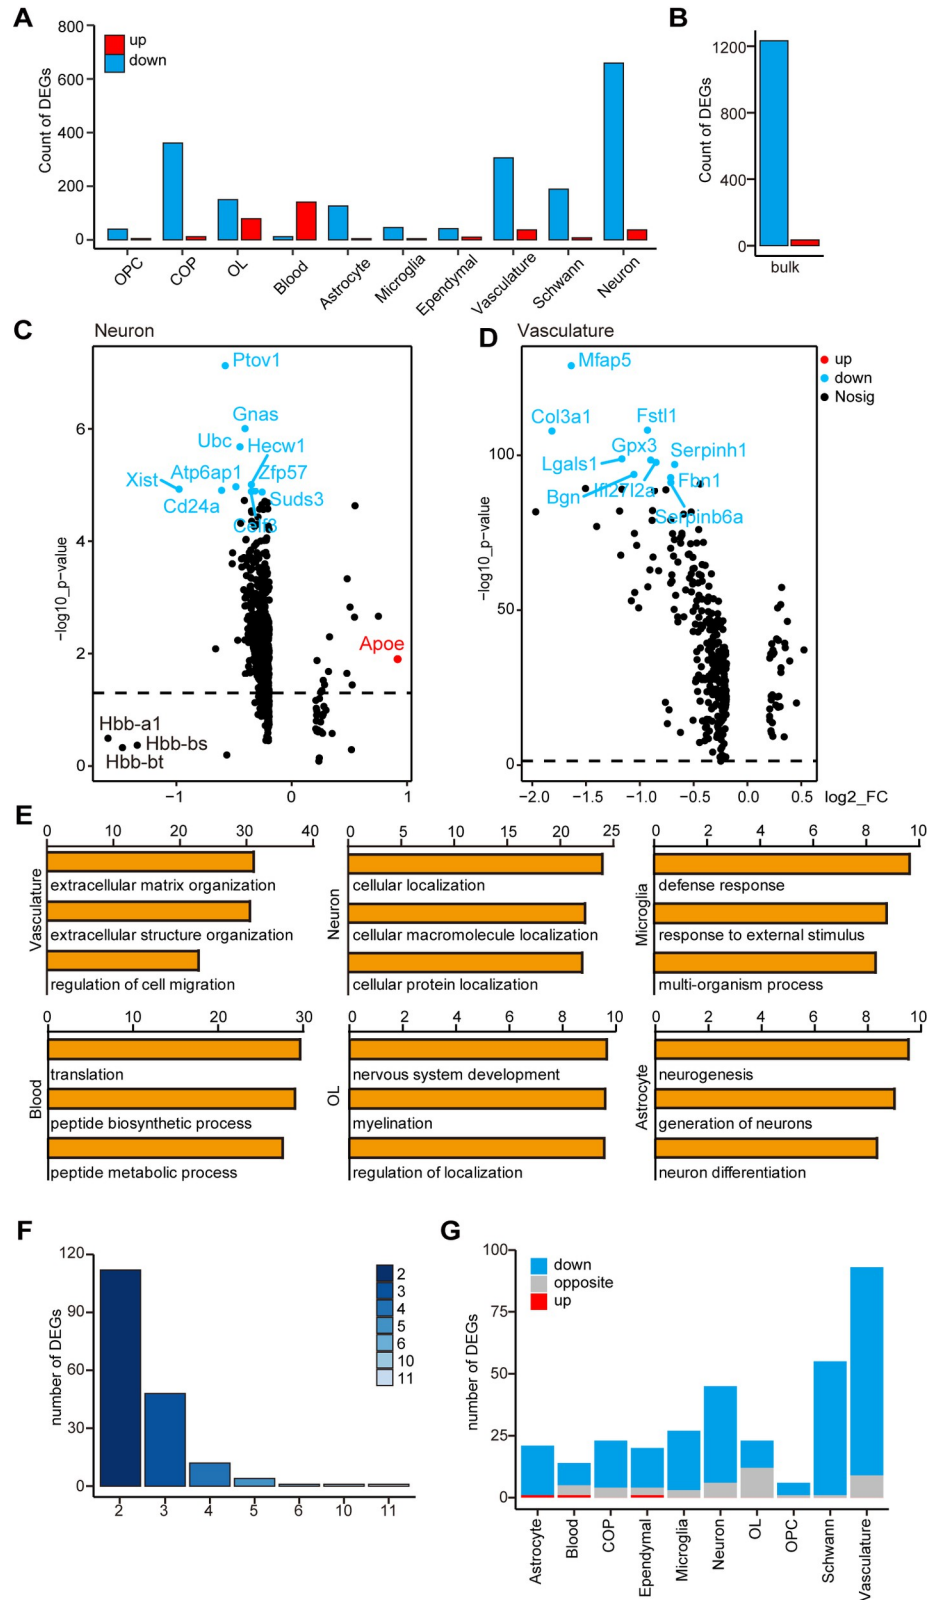 A
B
800
600
400
200
0
Count of DEGs
up
down
OPC
COP
OL
Blood
Astrocyte
Microglia
Ependymal
Vasculature
Schwann
Neuron
1200
800
400
0
Count of DEGs
bulk
C
Neuron
D
Vasculature
up
down
Nosig
6
4
2
0
−log10_p−value
Ptov1
Gnas
Ubc
Hecw1
Xist
Atp6ap1
Zfp57
Cd24a
Suds3
Celf3
Apoe
Hbb-a1
Hbb-bs
Hbb-bt
−1
0
1
100
50
0
−log10_p−value
Mfap5
Col3a1
Fstl1
Gpx3
Serpinh1
Lgals1
Fbn1
Bgn
Ifi27l2a
Serpinb6a
−2.0
−1.5
−1.0
−0.5
0.0
0.5
log2_FC
E
0 10 20 30 40
Vasculature
extracellular matrix organization
extracellular structure organization
regulation of cell migration
0 5 10 15 20 25
Neuron
cellular localization
cellular macromolecule localization
cellular protein localization
0 2 4 6 8 10
Microglia
defense response
response to external stimulus
multi-organism process
0 10 20 30
Blood
translation
peptide biosynthetic process
peptide metabolic process
0 2 4 6 8 10
OL
nervous system development
myelination
regulation of localization
0 2 4 6 8 10
Astrocyte
neurogenesis
generation of neurons
neuron differentiation
F
120
90
60
30
0
number of DEGs
2
3
4
5
6
10
11
2 3 4 5 6 10 11
G
100
75
50
25
0
number of DEGs
down
opposite
up
Astrocyte
Blood
COP
Ependymal
Microglia
Neuron
OL
OPC
Schwann
Vasculature